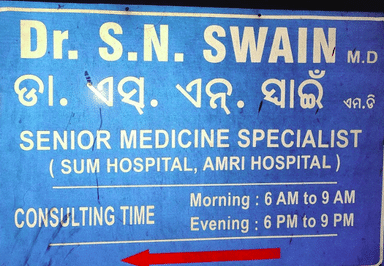 Dr. S.N. SWAIN M.D
ଡା. ଏସ୍. ଏନ୍. ସ୍ୱାଇଁ ଏମ.ଡି
SENIOR MEDICINE SPECIALIST
( SUM HOSPITAL, AMRI HOSPITAL )
CONSULTING TIME
Morning : 6 AM to 9 AM
Evening : 6 PM to 9 PM